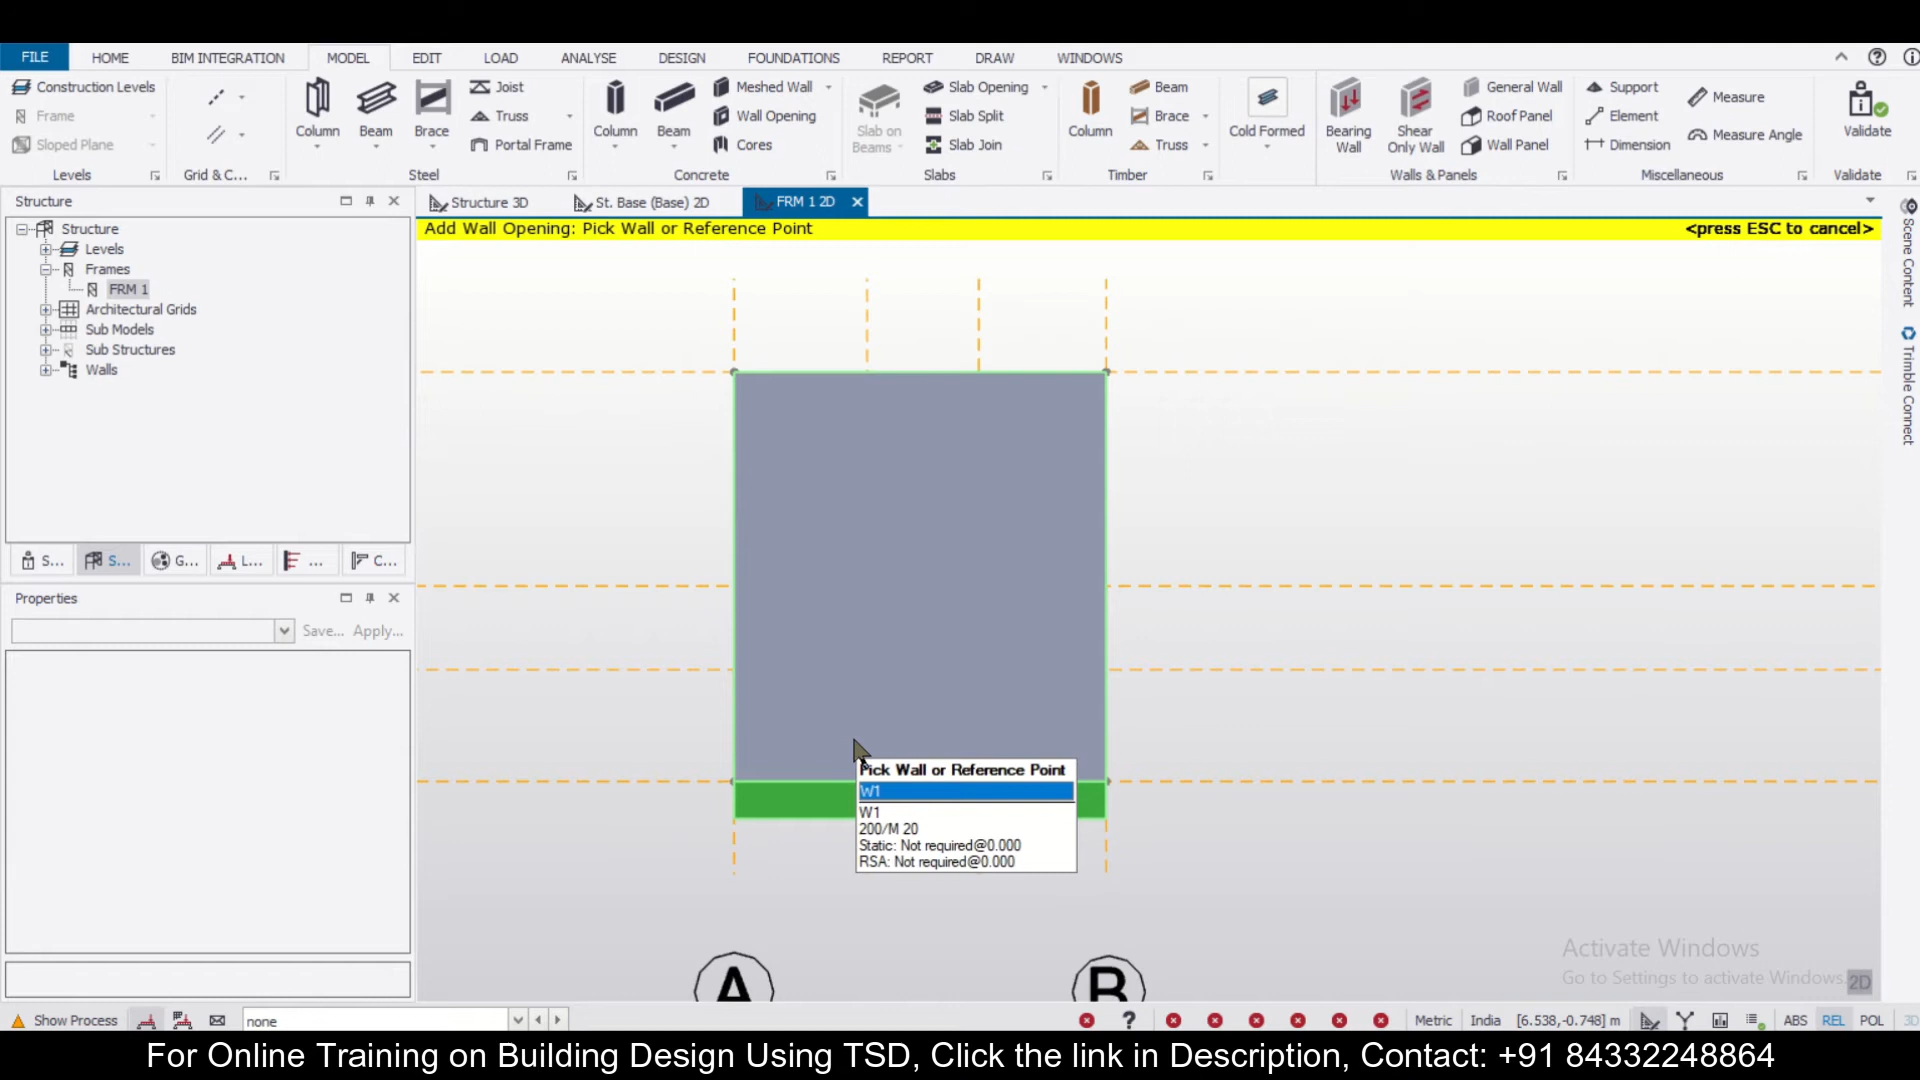 FILE HOME BIM INTEGRATION MODEL EDIT LOAD ANALYSE DESIGN FOUNDATIONS REPORT DRAW WINDOWS
Construction Levels
Frame
Sloped Plane
Levels
Grid & C...
Column
Beam
Brace
Joist
Truss
Portal Frame
Steel
Column
Beam
Meshed Wall
Wall Opening
Cores
Concrete
Slab on Beams
Slab Opening
Slab Split
Slab Join
Slabs
Column
Beam
Brace
Truss
Timber
Cold Formed
Bearing Wall
Shear Only Wall
General Wall
Roof Panel
Wall Panel
Walls & Panels
Support
Element
Dimension
Measure
Measure Angle
Miscellaneous
Validate
Validate
Structure
Structure 3D
St. Base (Base) 2D
FRM 1 2D
Add Wall Opening: Pick Wall or Reference Point
<press ESC to cancel>
Structure
Levels
Frames
FRM 1
Architectural Grids
Sub Models
Sub Structures
Walls
S... S... G... L... ... C...
Properties
Save... Apply...
Pick Wall or Reference Point
W1
W1
200/M 20
Static: Not required@0.000
RSA: Not required@0.000
A
B
Scene Content
Trimble Connect
Activate Windows
Go to Settings to activate Windows.
2D
Show Process
none
Metric India [6.538,-0.748] m ABS REL POL 3D
For Online Training on Building Design Using TSD, Click the link in Description, Contact: +91 84332248864